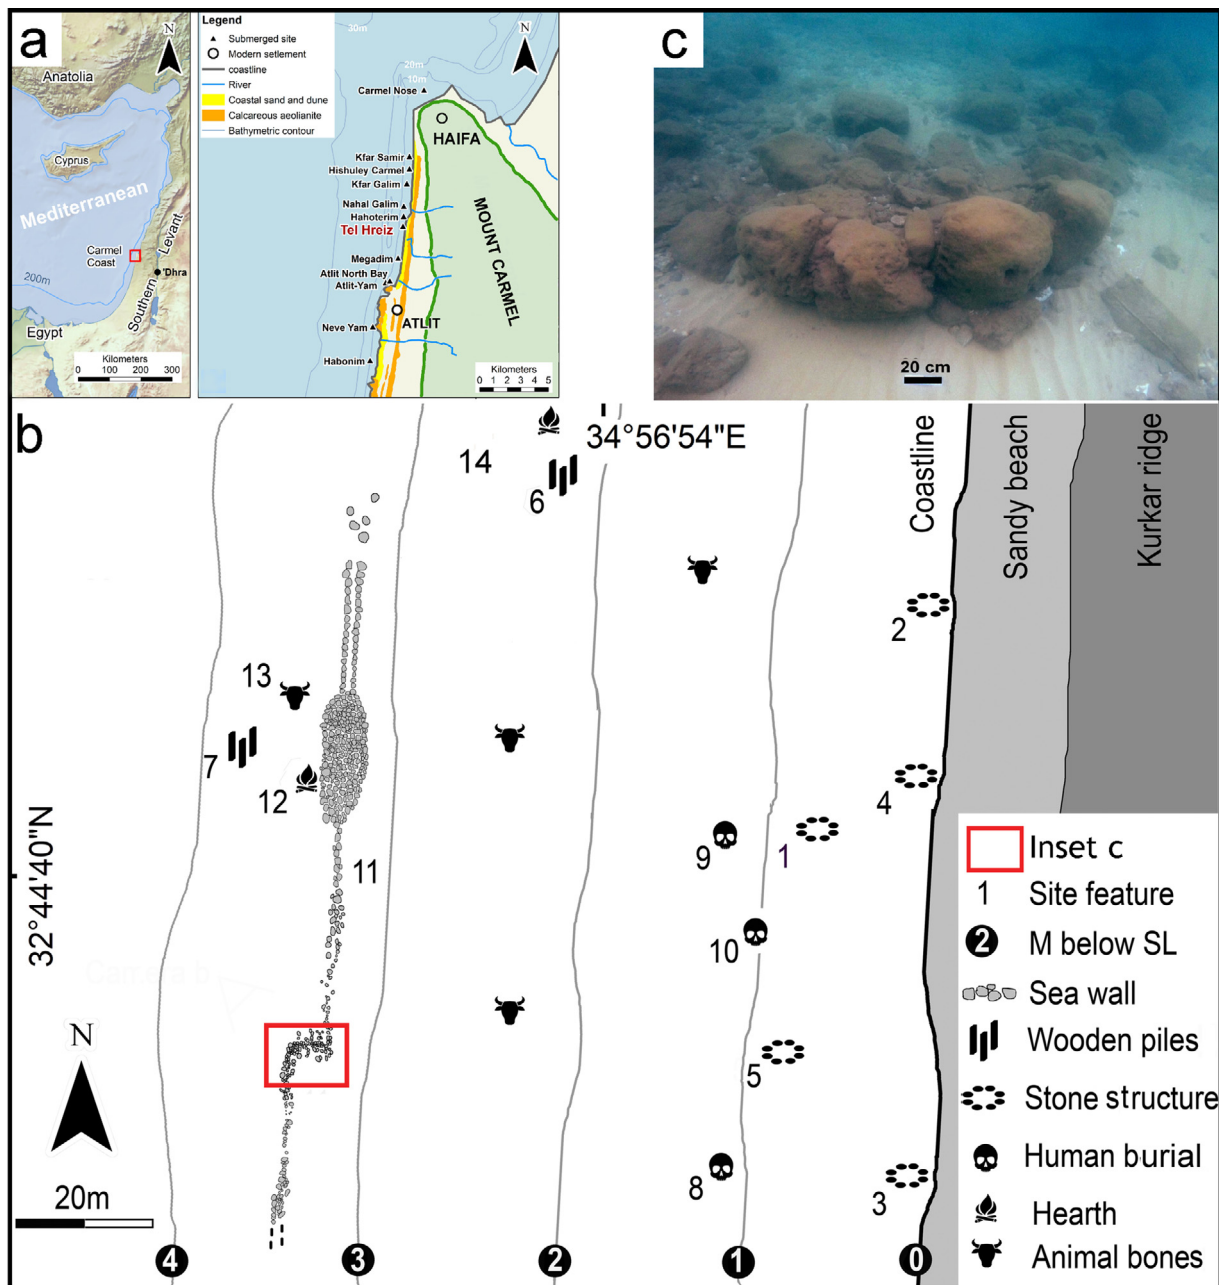 a
N
Anatolia
Cyprus
Mediterranean
Levant
Carmel
Coast
'Dhra
Southern
200m
Egypt
Kilometers
0 100 200 300
Legend
Submerged site
Modern setlement
coastline
River
Coastal sand and dune
Calcareous aeolianite
Bathymetric contour
30m
20m
10m
N
Carmel Nose
HAIFA
Kfar Samir
Hishuley Carmel
Kfar Galim
Nahal Galim
Hahoterim
Tel Hreiz
Megadim
Atlit North Bay
Atlit-Yam
ATLIT
Neve Yam
Habonim
MOUNT CARMEL
Kilometers
0 1 2 3 4 5
c
20 cm
b
34°56'54"E
14
6
Coastline
Sandy beach
Kurkar ridge
2
13
7
12
4
9
1
11
32°44'40"N
10
5
8
3
N
20m
4
3
2
1
0
Inset c
1 Site feature
2 M below SL
Sea wall
Wooden piles
Stone structure
Human burial
Hearth
Animal bones